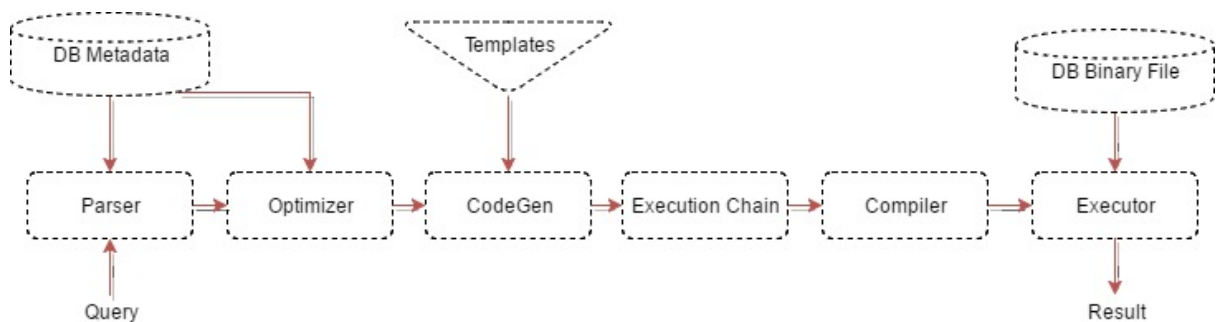 DB Metadata
Templates
DB Binary File
Parser
Optimizer
CodeGen
Execution Chain
Compiler
Executor
Query
Result